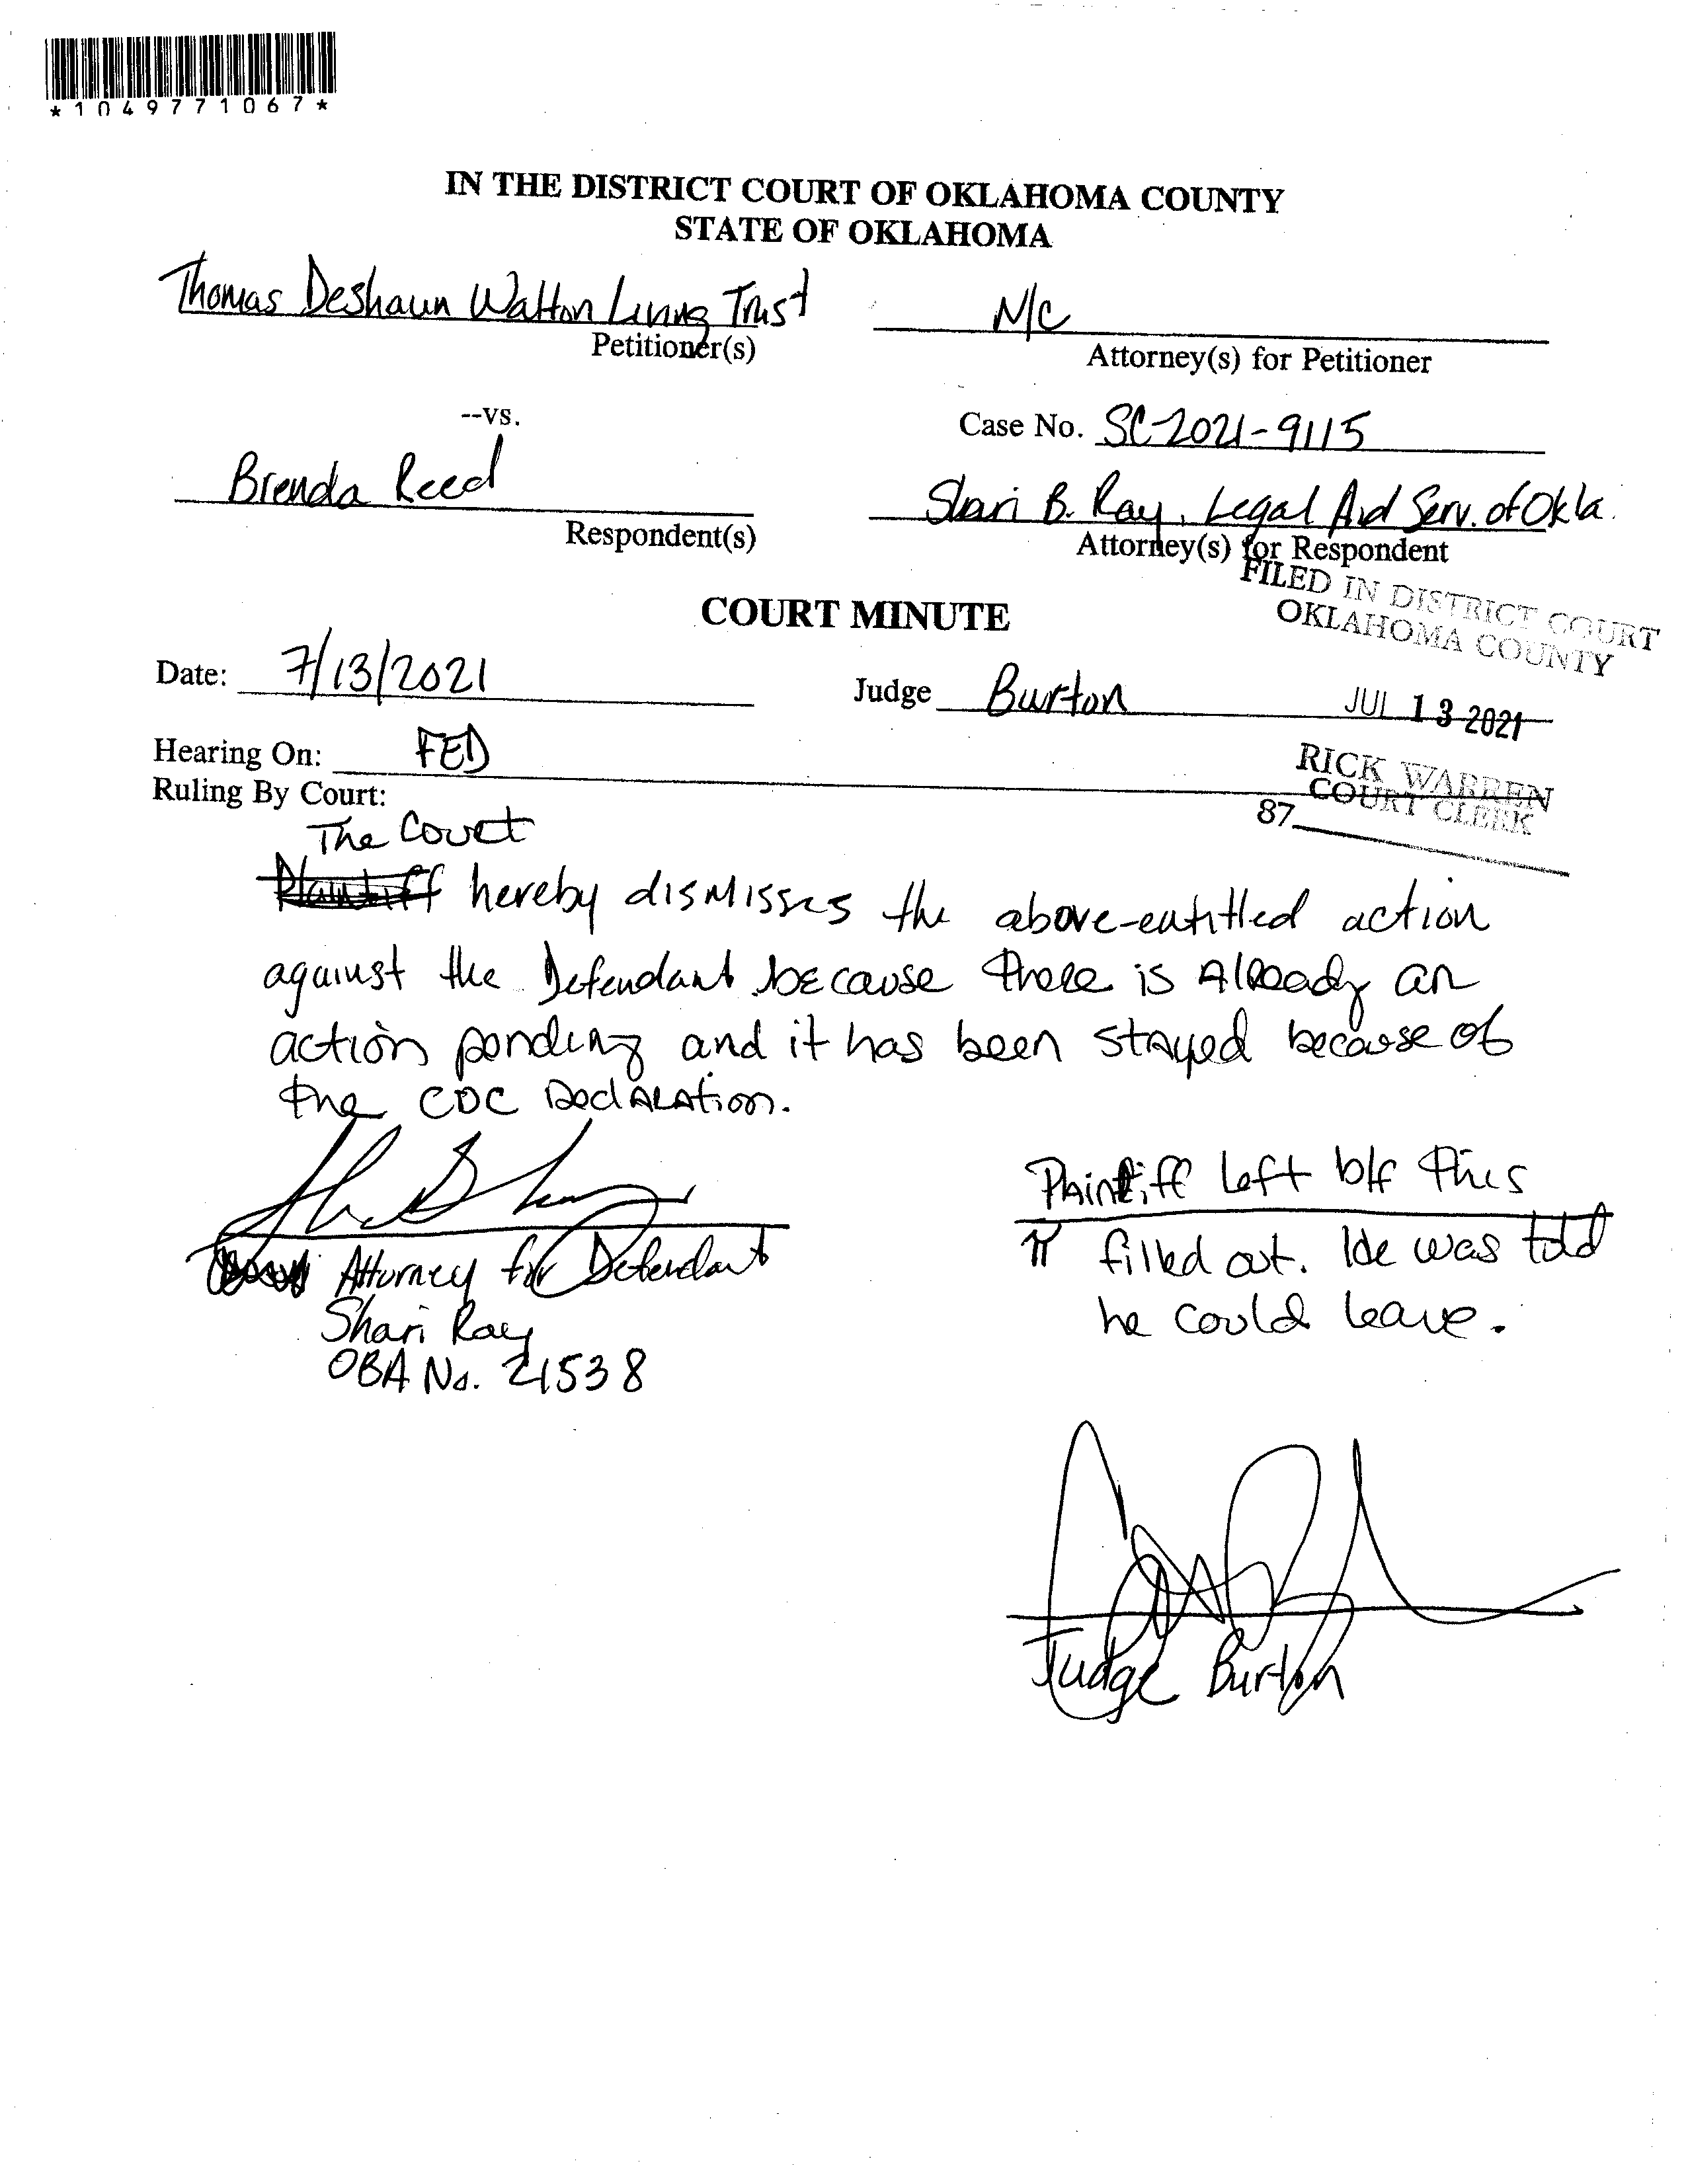 *1049771067*
IN THE DISTRICT COURT OF OKLAHOMA COUNTY
STATE OF OKLAHOMA
Thomas Deshaun Watton Living Trust
Petitioner(s)
N/C
Attorney(s) for Petitioner
--vs.
Case No. SC-2021-9115
Brenda Reed
Respondent(s)
Shari B. Ray, Legal Aid Serv. of Okla.
Attorney(s) for Respondent
FILED IN DISTRICT COURT
OKLAHOMA COUNTY
COURT MINUTE
Date: 7/13/2021
Judge Burton
JUL 13 2021
Hearing On: FED
RICK WARREN
COURT CLERK
87
Ruling By Court:
The Court
Plaintiff hereby dismisses the above-entitled action
against the Defendant because there is Already an
action pending and it has been stayed because of
the CDC Declaration.
Attorney for Defendant
Shari Ray
OBA No. 21538
Plaintiff left b/f this
π filled out. He was told
he could leave.
Judge Burton